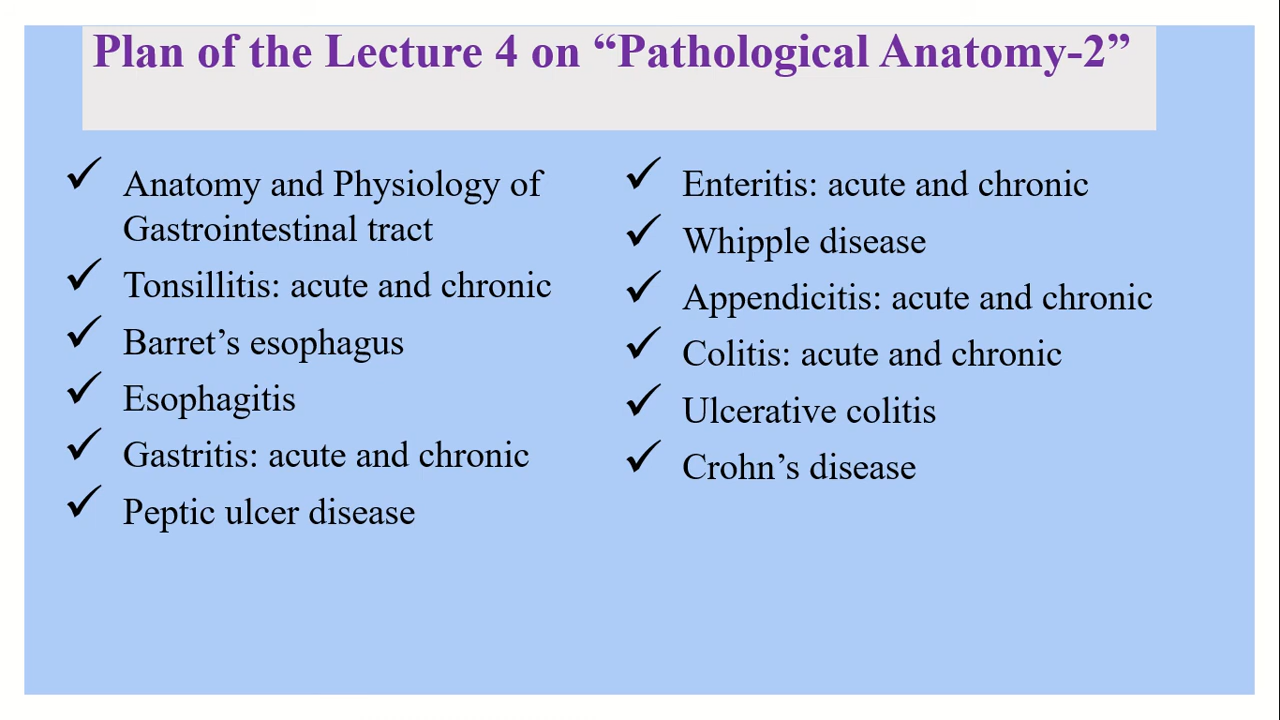 Plan of the Lecture 4 on “Pathological Anatomy-2”
✓ Anatomy and Physiology of
Gastrointestinal tract
✓ Tonsillitis: acute and chronic
✓ Barret’s esophagus
✓ Esophagitis
✓ Gastritis: acute and chronic
✓ Peptic ulcer disease
✓ Enteritis: acute and chronic
✓ Whipple disease
✓ Appendicitis: acute and chronic
✓ Colitis: acute and chronic
✓ Ulcerative colitis
✓ Crohn’s disease